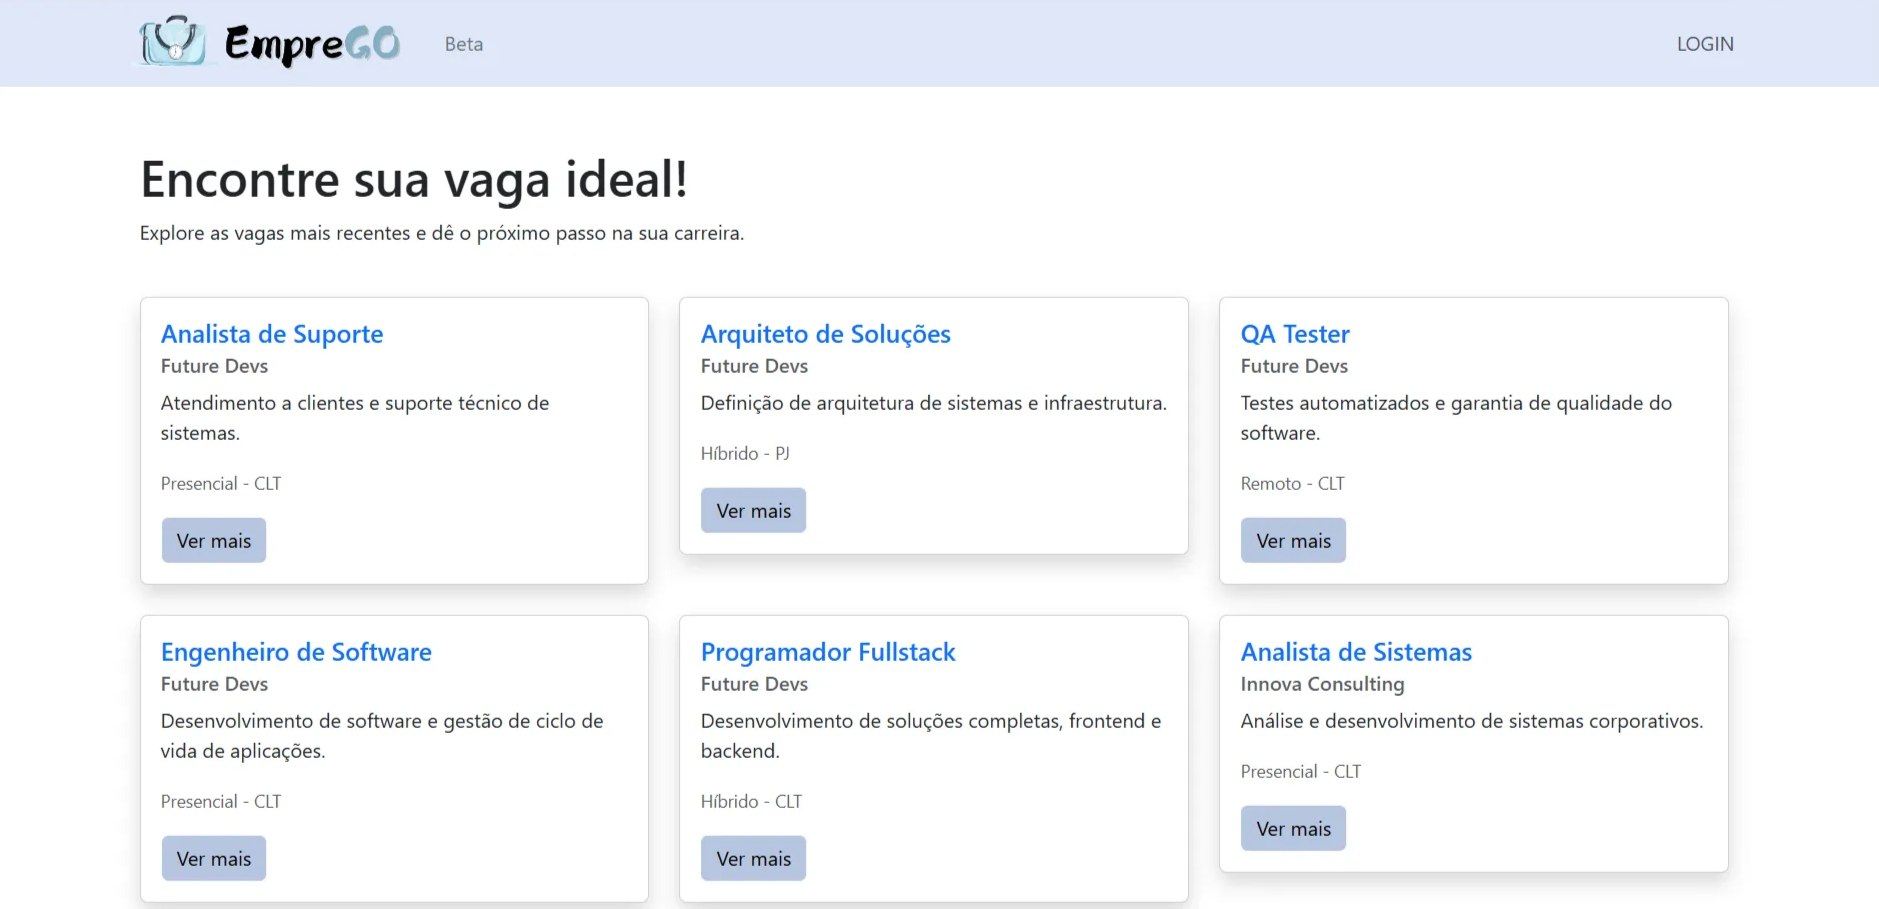 EmpreGO Beta LOGIN
Encontre sua vaga ideal!
Explore as vagas mais recentes e dê o próximo passo na sua carreira.
Analista de Suporte
Future Devs
Atendimento a clientes e suporte técnico de
sistemas.
Presencial - CLT
Ver mais
Arquiteto de Soluções
Future Devs
Definição de arquitetura de sistemas e infraestrutura.
Híbrido - PJ
Ver mais
QA Tester
Future Devs
Testes automatizados e garantia de qualidade do
software.
Remoto - CLT
Ver mais
Engenheiro de Software
Future Devs
Desenvolvimento de software e gestão de ciclo de
vida de aplicações.
Presencial - CLT
Ver mais
Programador Fullstack
Future Devs
Desenvolvimento de soluções completas, frontend e
backend.
Híbrido - CLT
Ver mais
Analista de Sistemas
Innova Consulting
Análise e desenvolvimento de sistemas corporativos.
Presencial - CLT
Ver mais